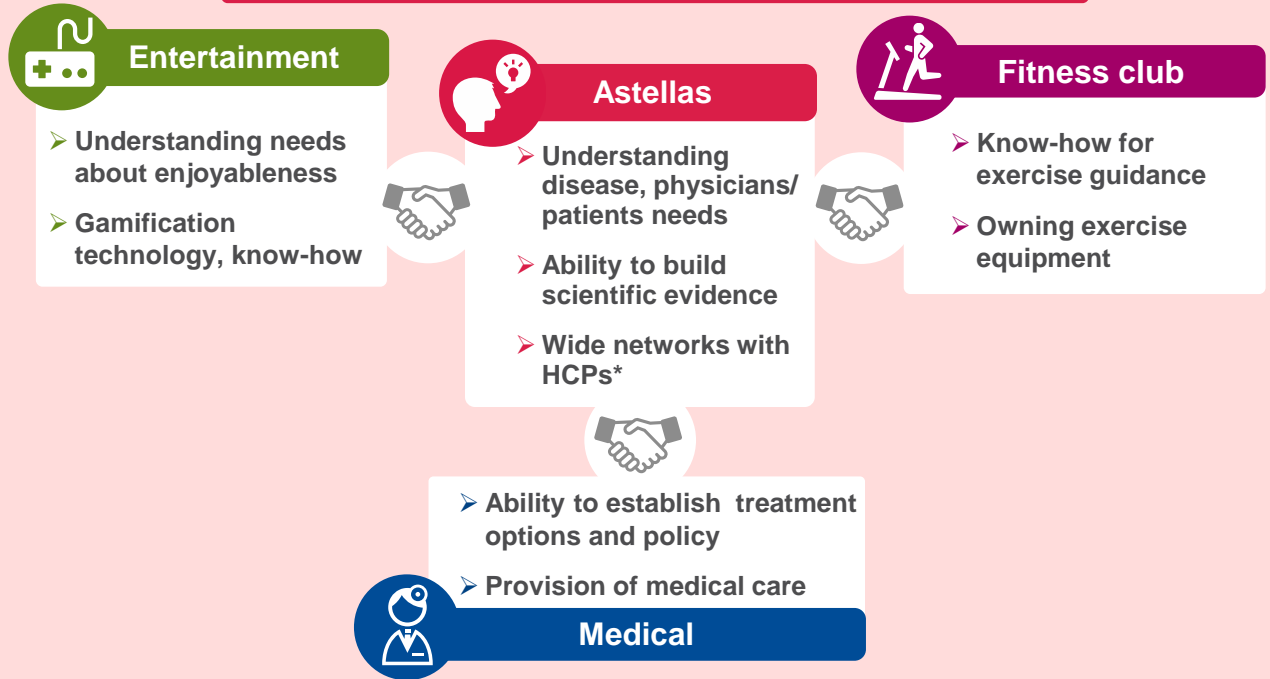 Entertainment
➢ Understanding needs
about enjoyableness
➢ Gamification
technology, know-how
Astellas
➢ Understanding
disease, physicians/
patients needs
➢ Ability to build
scientific evidence
➢ Wide networks with
HCPs*
Fitness club
➢ Know-how for
exercise guidance
➢ Owning exercise
equipment
➢ Ability to establish treatment
options and policy
➢ Provision of medical care
Medical